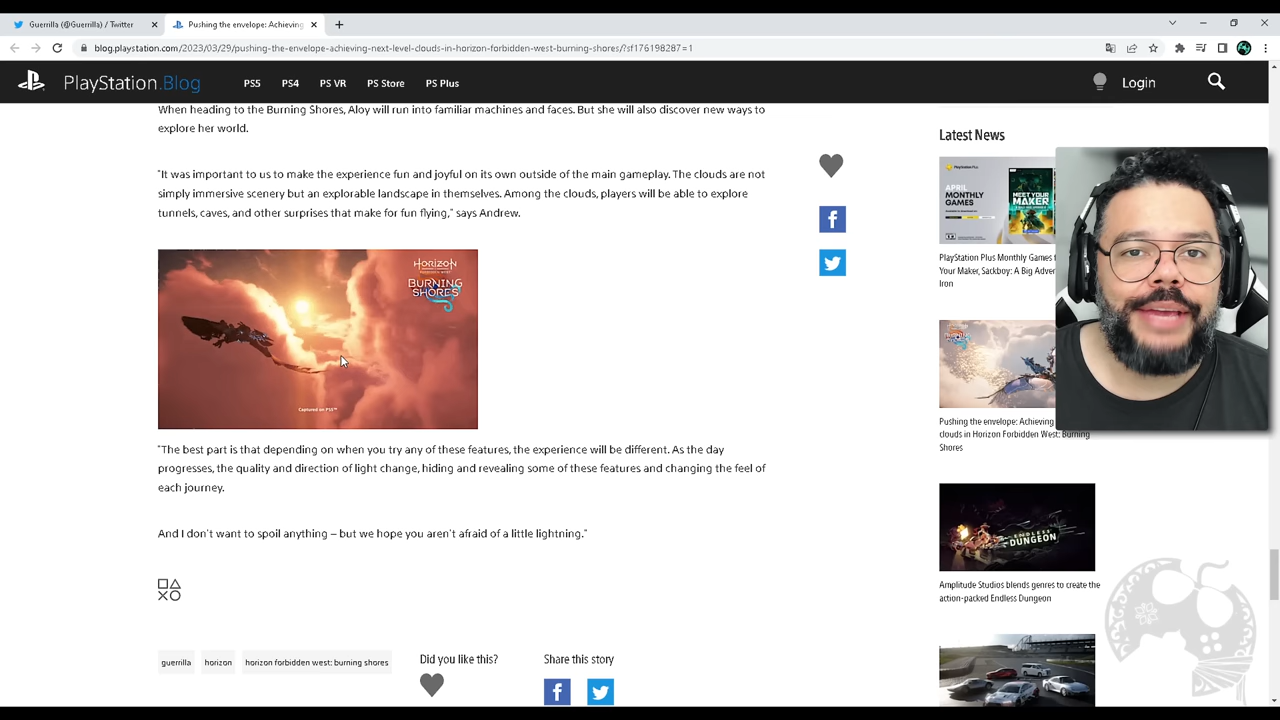 Guerrilla (@Guerrilla) / Twitter
Pushing the envelope: Achieving
blog.playstation.com/2023/03/29/pushing-the-envelope-achieving-next-level-clouds-in-horizon-forbidden-west-burning-shores/?sf176198287=1
PlayStation.Blog
PS5
PS4
PS VR
PS Store
PS Plus
Login
When heading to the Burning Shores, Aloy will run into familiar machines and faces. But she will also discover new ways to
explore her world.
"It was important to us to make the experience fun and joyful on its own outside of the main gameplay. The clouds are not
simply immersive scenery but an explorable landscape in themselves. Among the clouds, players will be able to explore
tunnels, caves, and other surprises that make for fun flying," says Andrew.
HORIZON
FORBIDDEN WEST
BURNING
SHORES
Captured on PS5™
"The best part is that depending on when you try any of these features, the experience will be different. As the day
progresses, the quality and direction of light change, hiding and revealing some of these features and changing the feel of
each journey.
And I don't want to spoil anything – but we hope you aren't afraid of a little lightning."
guerrilla
horizon
horizon forbidden west: burning shores
Did you like this?
Share this story
Latest News
APRIL
MONTHLY
GAMES
MEET YOUR
MAKER
PlayStation Plus Monthly Games f
Your Maker, Sackboy: A Big Adver
Iron
Pushing the envelope: Achieving
clouds in Horizon Forbidden West: Burning
Shores
ENDLESS
DUNGEON
Amplitude Studios blends genres to create the
action-packed Endless Dungeon